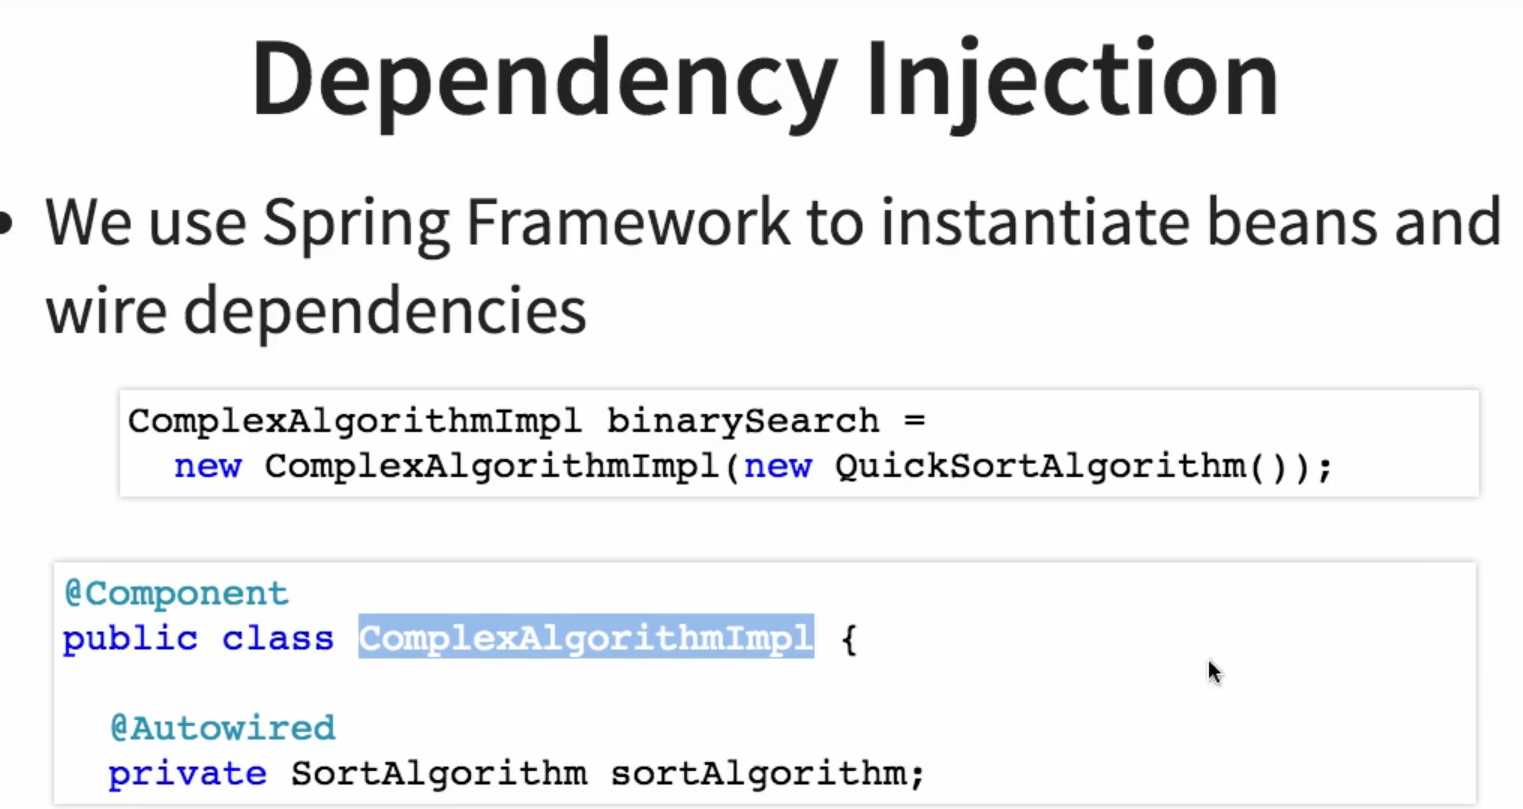 Dependency Injection
• We use Spring Framework to instantiate beans and
wire dependencies
ComplexAlgorithmImpl binarySearch =
new ComplexAlgorithmImpl(new QuickSortAlgorithm());
@Component
public class ComplexAlgorithmImpl {
@Autowired
private SortAlgorithm sortAlgorithm;